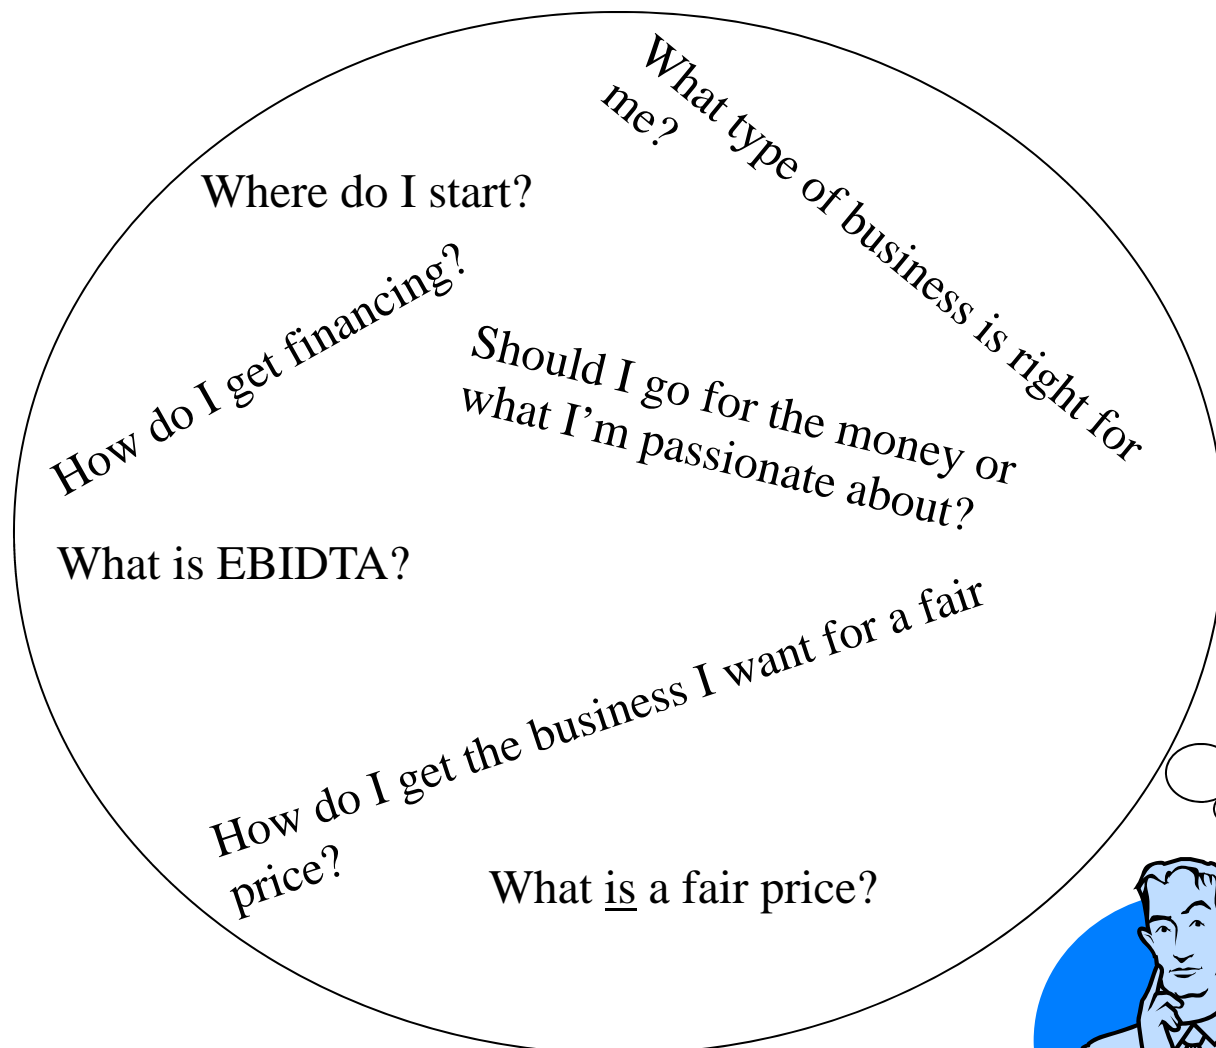 What type of business is right for
me?
Where do I start?
How do I get financing?
Should I go for the money or
what I’m passionate about?
What is EBIDTA?
How do I get the business I want for a fair
price?
What is a fair price?